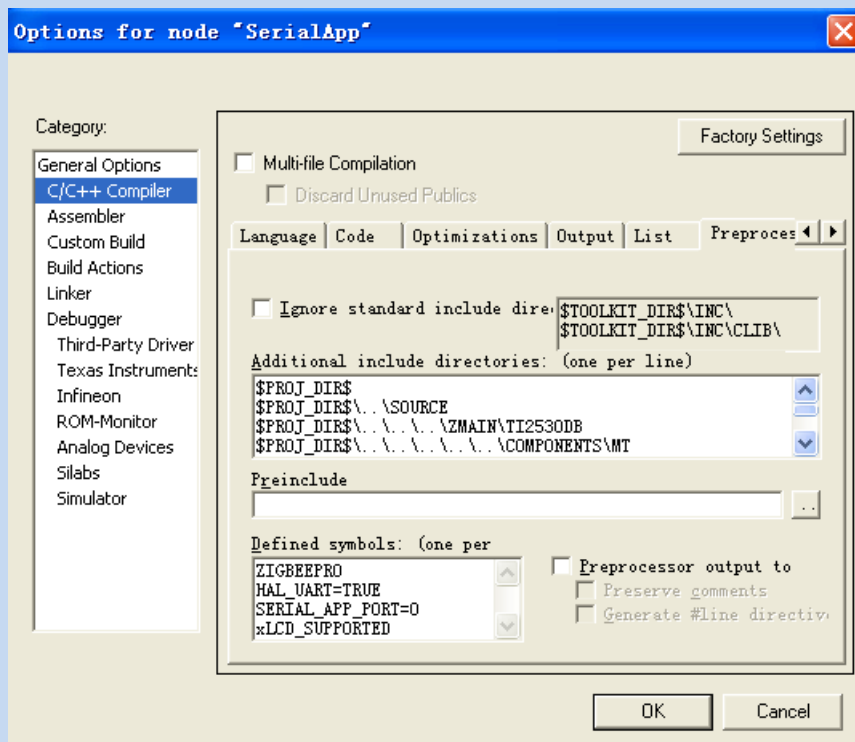 Options for node "SerialApp"
Category:
General Options
C/C++ Compiler
Assembler
Custom Build
Build Actions
Linker
Debugger
Third-Party Driver
Texas Instruments
Infineon
ROM-Monitor
Analog Devices
Silabs
Simulator
Factory Settings
Multi-file Compilation
Discard Unused Publics
Language Code Optimizations Output List Preproces
Ignore standard include dire
$TOOLKIT_DIR$\INC\
$TOOLKIT_DIR$\INC\CLIB\
Additional include directories: (one per line)
$PROJ_DIR$
$PROJ_DIR$\..\SOURCE
$PROJ_DIR$\..\..\..\ZMAIN\TI2530DB
$PROJ_DIR$\..\..\..\..\..\COMPONENTS\MT
Preinclude
..
Defined symbols: (one per
ZIGBEEPRO
HAL_UART=TRUE
SERIAL_APP_PORT=0
xLCD_SUPPORTED
Preprocessor output to
Preserve comments
Generate #line directiv
OK Cancel